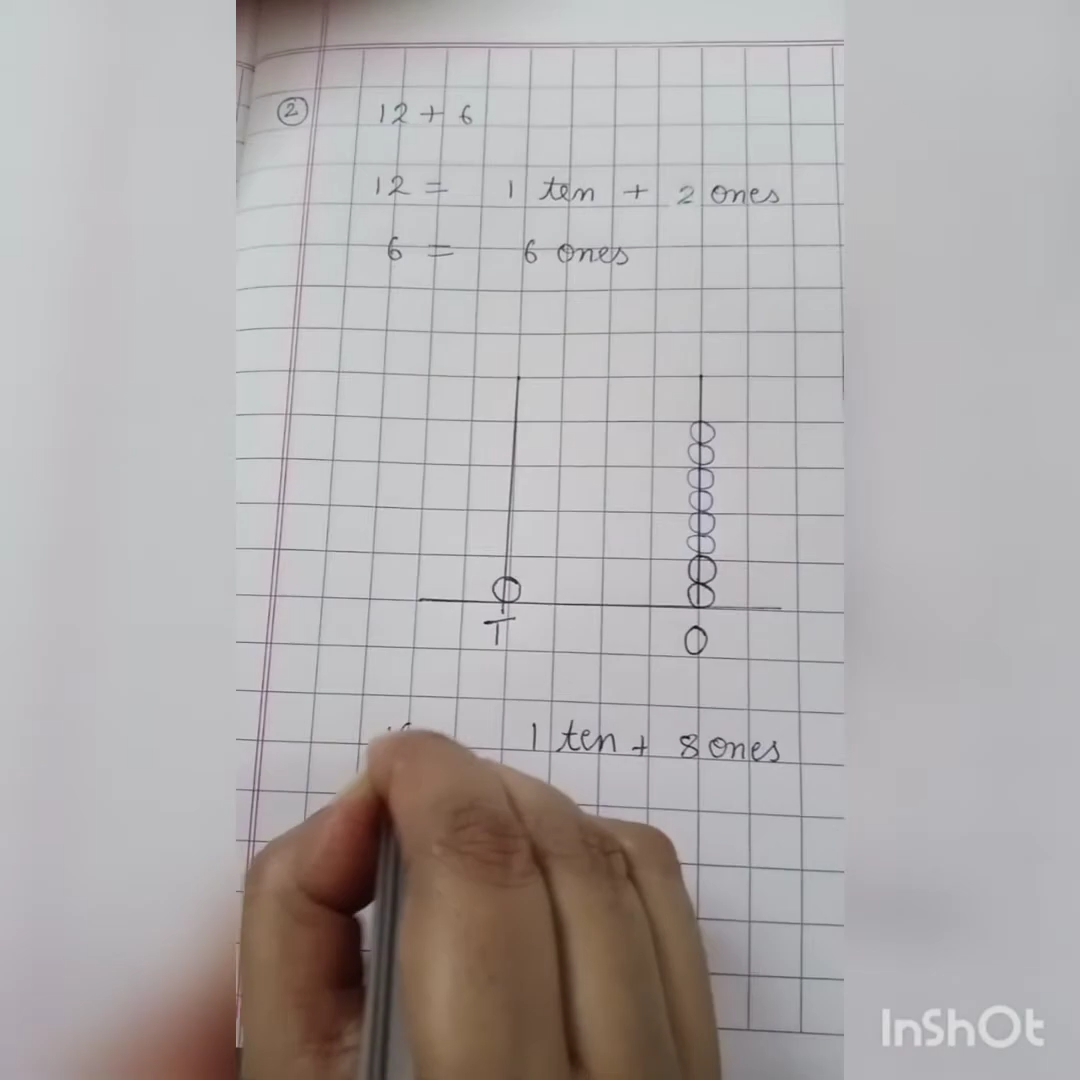 2 12 + 6
12 = 1 ten + 2 ones
6 = 6 ones
T O
1 ten + 8 ones
InShOt